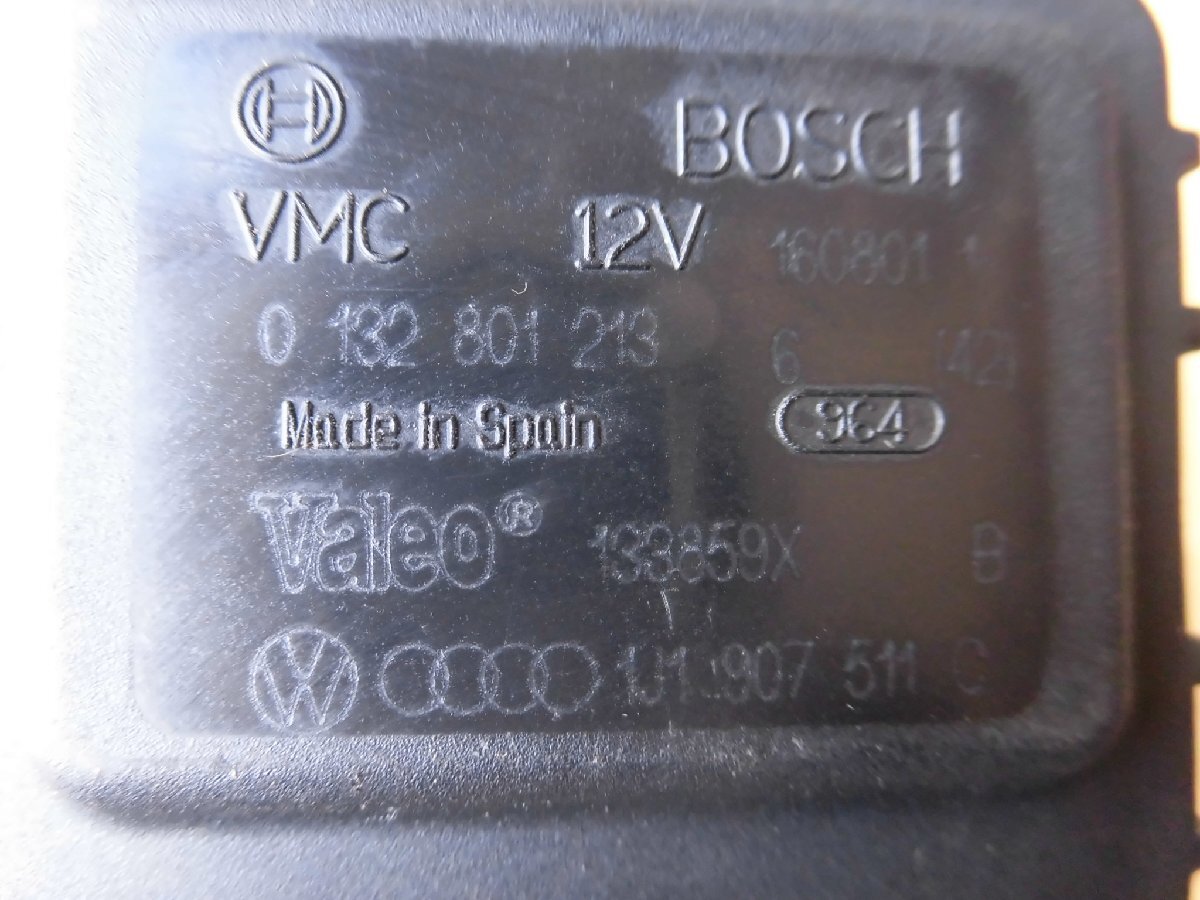 BOSCH
VMC 12V 160801 1
0 132 801 213 6 (42)
Made in Spain 964
Valeo® 133859X B
1J1 907 511 C